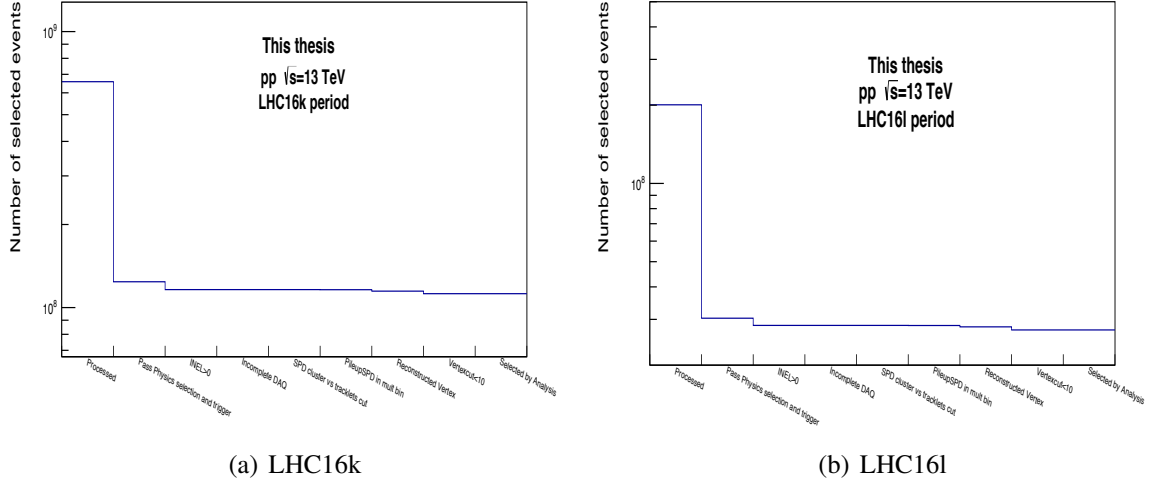 Number of selected events
10⁹
10⁸
This thesis
pp √s=13 TeV
LHC16k period
Processed
Pass Physics selection and trigger
INEL>0
Incomplete DAQ
SPD cluster vs tracklets cut
PileupSPD in mult bin
Reconstructed Vertex
Vertexcut<10
Selected by Analysis
(a) LHC16k
Number of selected events
10⁸
This thesis
pp √s=13 TeV
LHC16l period
Processed
Pass Physics selection and trigger
INEL>0
Incomplete DAQ
SPD cluster vs tracklets cut
PileupSPD in mult bin
Reconstructed Vertex
Vertexcut<10
Selected by Analysis
(b) LHC16l